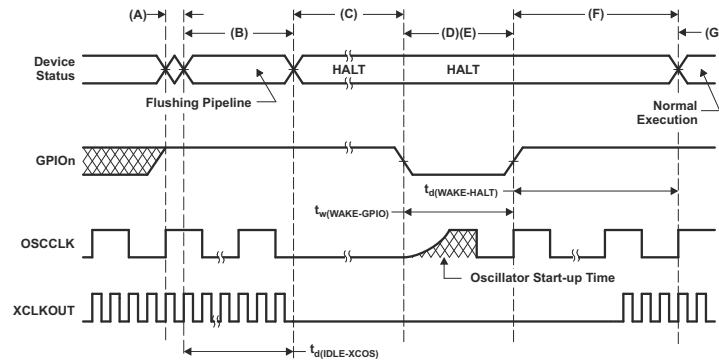 (A)
(B)
(C)
(D)(E)
(F)
(G
Device
Status
Flushing Pipeline
HALT
HALT
Normal
Execution
GPIOn
td(WAKE-HALT)
tw(WAKE-GPIO)
OSCCLK
Oscillator Start-up Time
XCLKOUT
td(IDLE-XCOS)